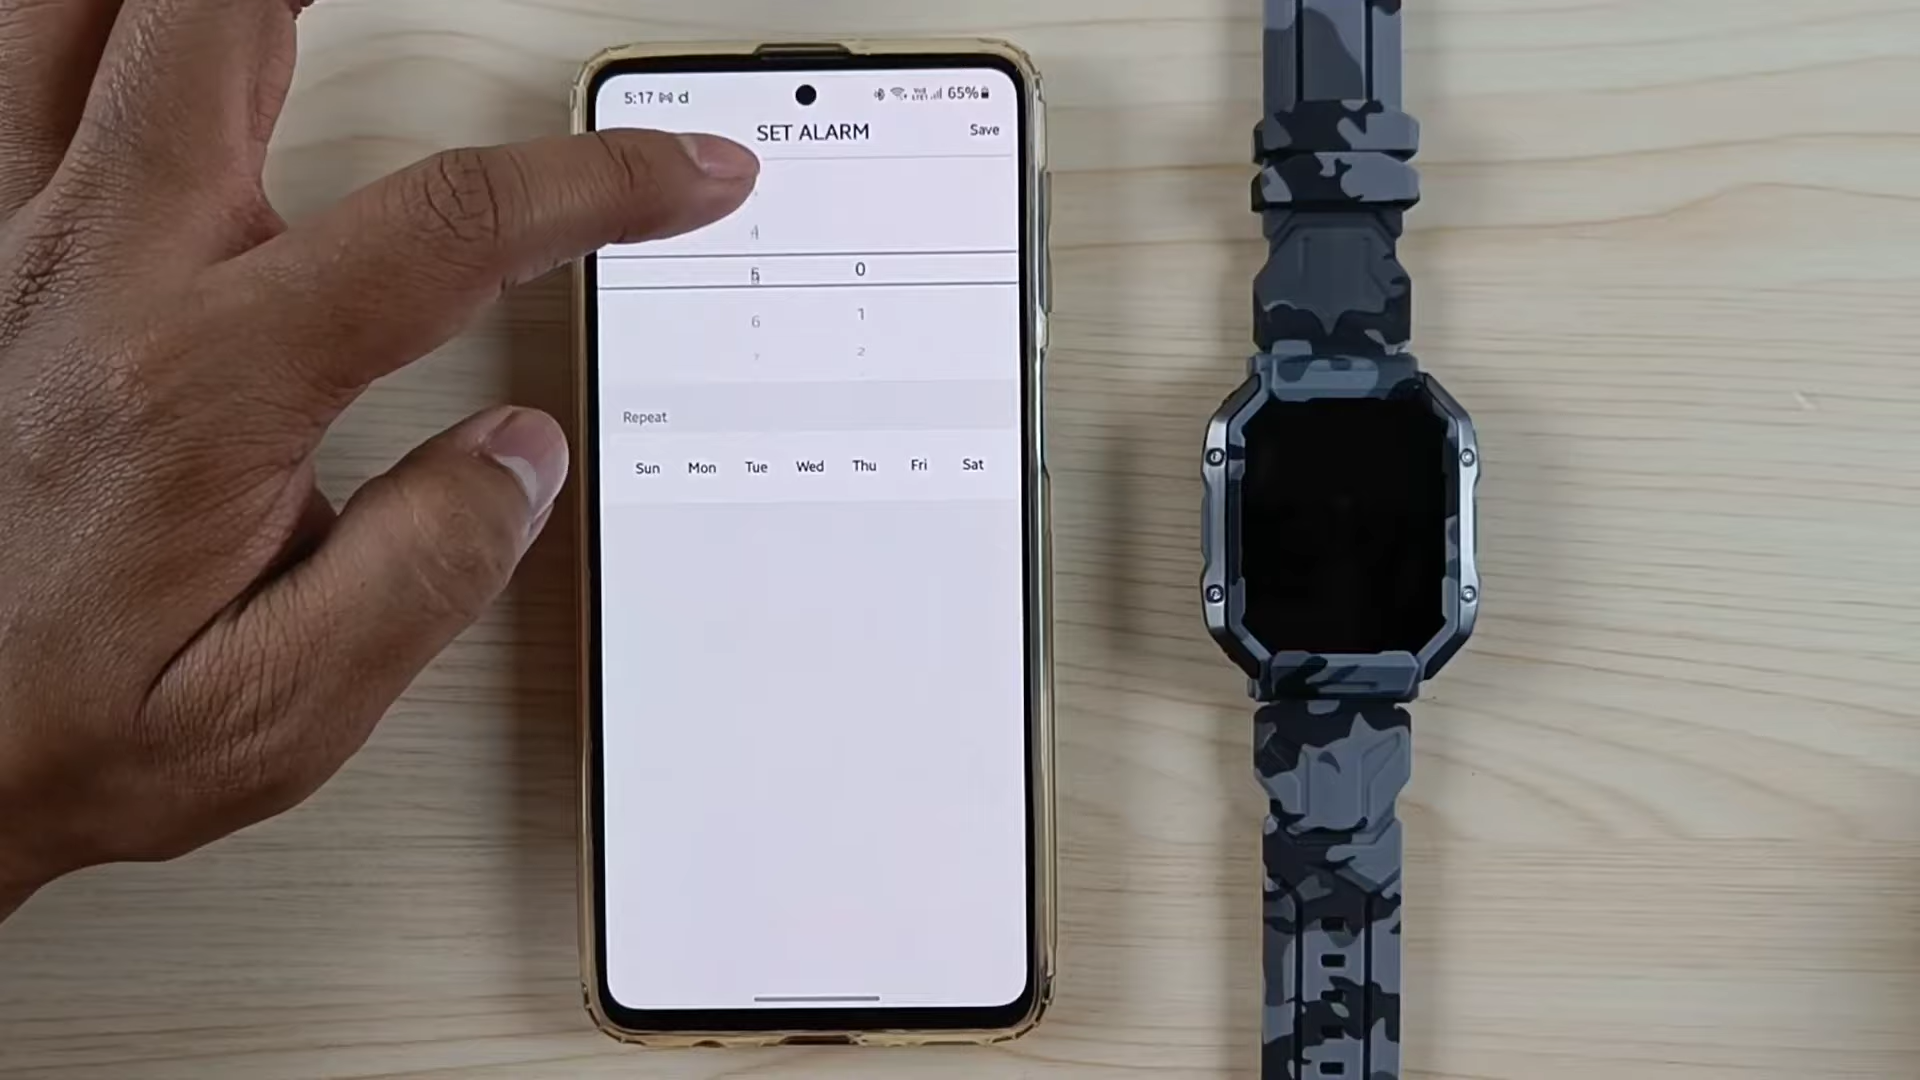 5:17 d 65%
SET ALARM Save
4
5 0
6 1
7 2
Repeat
Sun Mon Tue Wed Thu Fri Sat